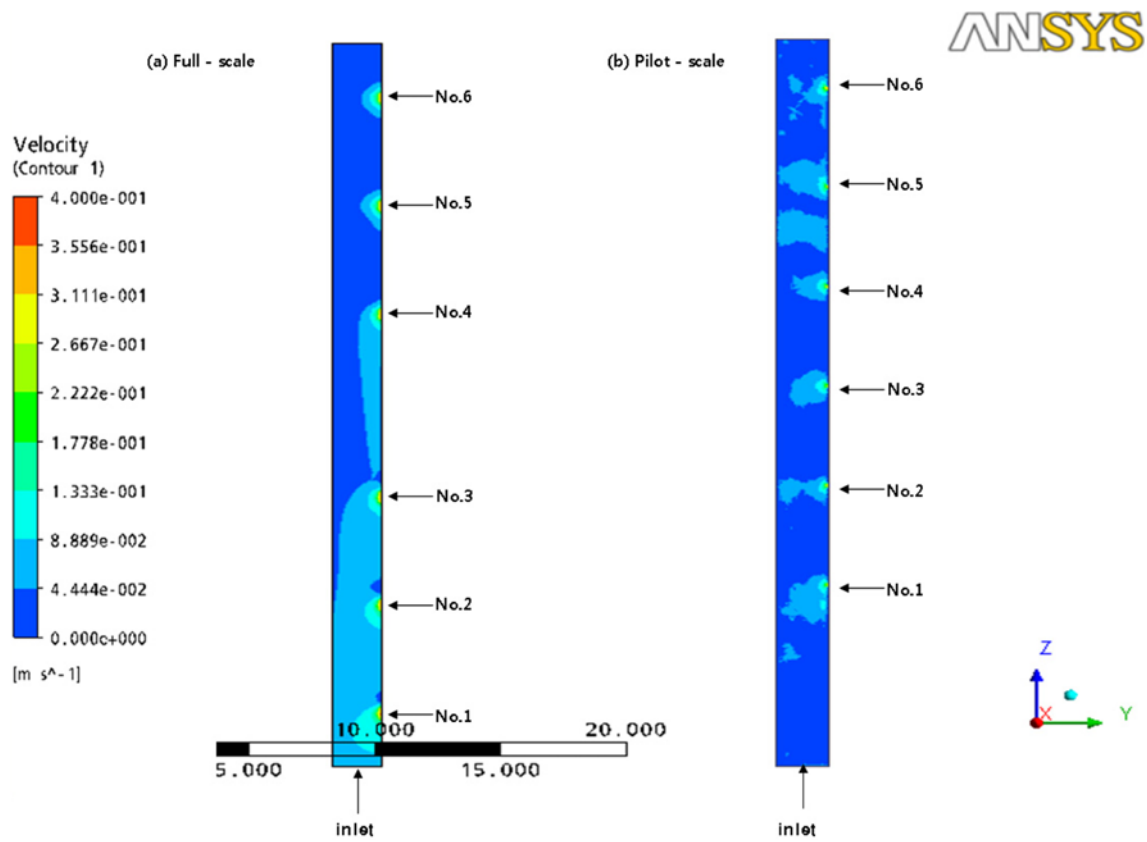 ANSYS
(a) Full - scale
(b) Pilot - scale
No.6
No.5
No.4
No.3
No.2
No.1
No.6
No.5
No.4
No.3
No.2
No.1
Velocity
(Contour 1)
4.000e-001
3.556e-001
3.111e-001
2.667e-001
2.222e-001
1.778e-001
1.333e-001
8.889e-002
4.444e-002
0.000c+000
[m s^-1]
10.000
20.000
5.000
15.000
inlet
inlet
Z
X
Y